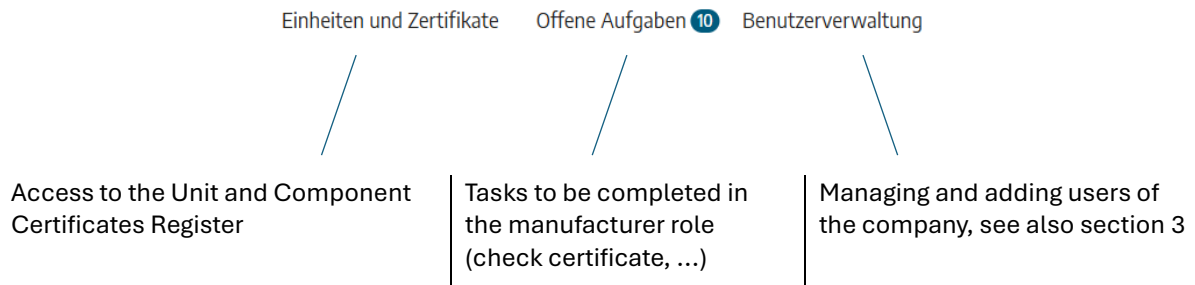 Einheiten und Zertifikate Offene Aufgaben 10 Benutzerverwaltung
Access to the Unit and Component
Certificates Register
Tasks to be completed in
the manufacturer role
(check certificate, ...)
Managing and adding users of
the company, see also section 3